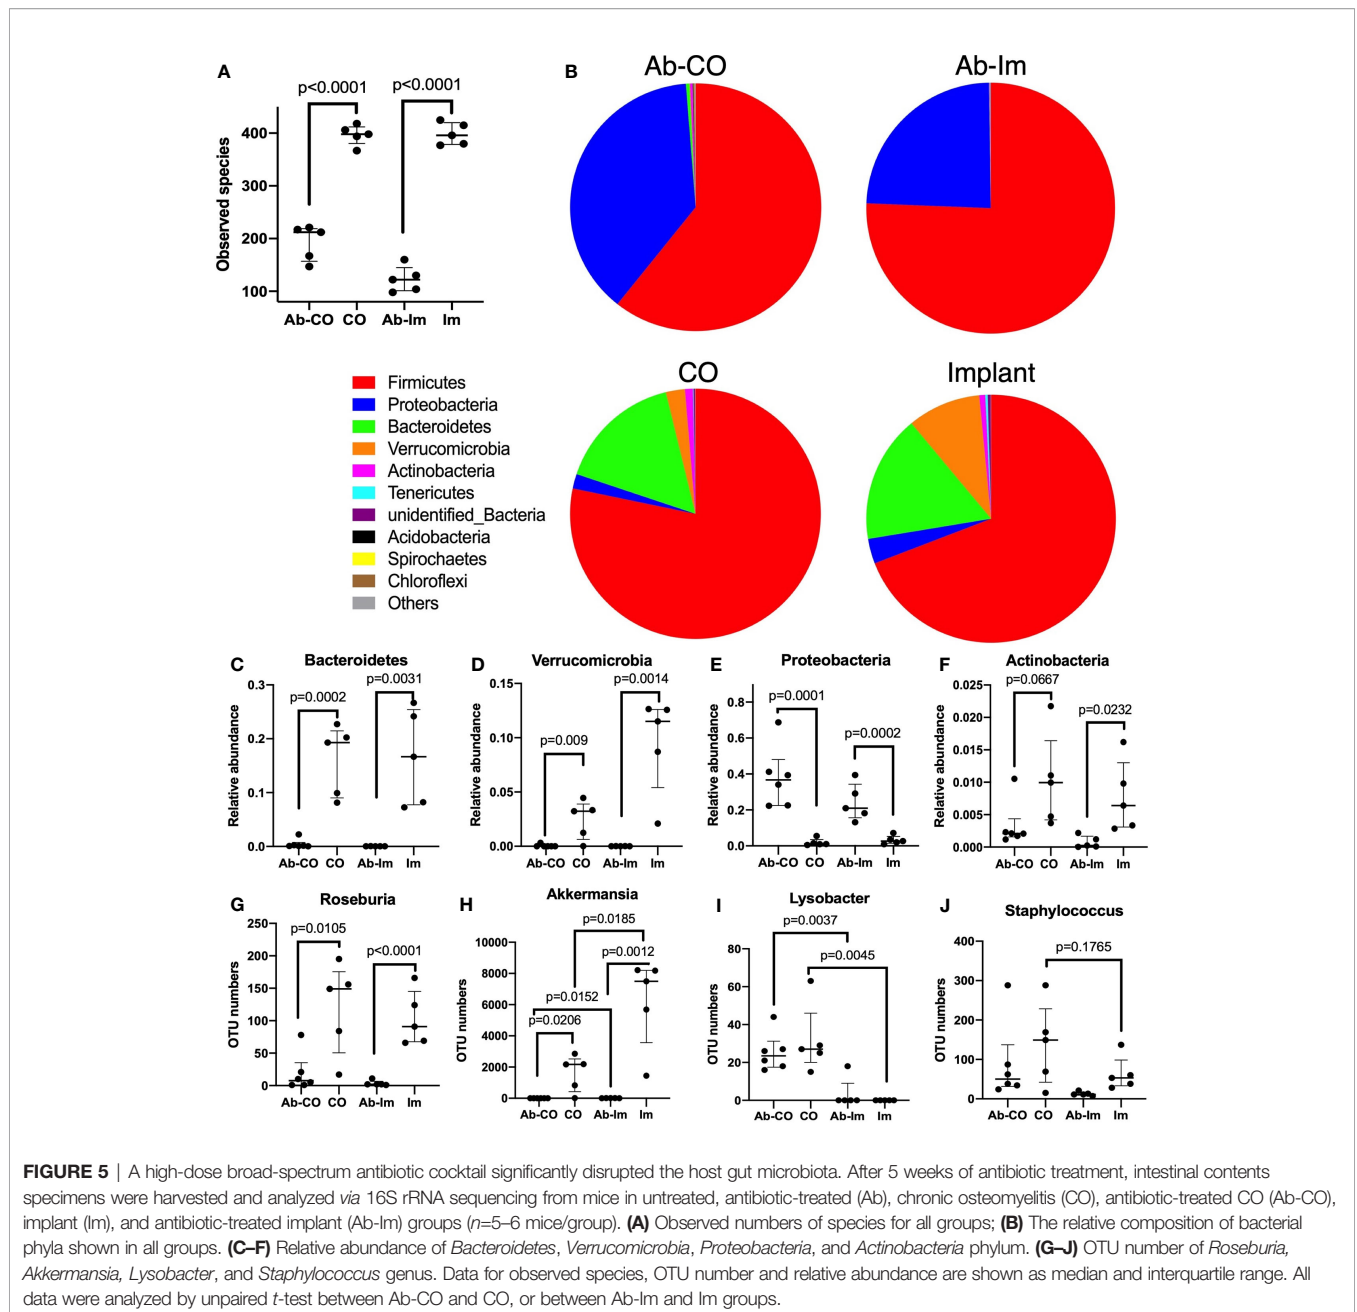 A
p<0.0001
p<0.0001
Observed species
400
300
200
100
Ab-CO CO Ab-Im Im
B
Ab-CO
Ab-Im
CO
Implant
Firmicutes
Proteobacteria
Bacteroidetes
Verrucomicrobia
Actinobacteria
Tenericutes
unidentified_Bacteria
Acidobacteria
Spirochaetes
Chloroflexi
Others
C
Bacteroidetes
p=0.0002
p=0.0031
Relative abundance
0.3
0.2
0.1
0.0
Ab-CO CO Ab-Im Im
D
Verrucomicrobia
p=0.0014
p=0.009
Relative abundance
0.15
0.10
0.05
0.00
Ab-CO CO Ab-Im Im
E
Proteobacteria
p=0.0001
p=0.0002
Relative abundance
0.8
0.6
0.4
0.2
0.0
Ab-CO CO Ab-Im Im
F
Actinobacteria
p=0.0667
p=0.0232
Relative abundance
0.025
0.020
0.015
0.010
0.005
0.000
Ab-CO CO Ab-Im Im
G
Roseburia
p=0.0105
p<0.0001
OTU numbers
250
200
150
100
50
0
Ab-CO CO Ab-Im Im
H
Akkermansia
p=0.0185
p=0.0012
p=0.0152
p=0.0206
OTU numbers
10000
8000
6000
4000
2000
0
Ab-CO CO Ab-Im Im
I
Lysobacter
p=0.0037
p=0.0045
OTU numbers
80
60
40
20
0
Ab-CO CO Ab-Im Im
J
Staphylococcus
p=0.1765
OTU numbers
400
300
200
100
0
Ab-CO CO Ab-Im Im
FIGURE 5 | A high-dose broad-spectrum antibiotic cocktail significantly disrupted the host gut microbiota. After 5 weeks of antibiotic treatment, intestinal contents
specimens were harvested and analyzed via 16S rRNA sequencing from mice in untreated, antibiotic-treated (Ab), chronic osteomyelitis (CO), antibiotic-treated CO (Ab-CO),
implant (Im), and antibiotic-treated implant (Ab-Im) groups (n=5–6 mice/group). (A) Observed numbers of species for all groups; (B) The relative composition of bacterial
phyla shown in all groups. (C–F) Relative abundance of Bacteroidetes, Verrucomicrobia, Proteobacteria, and Actinobacteria phylum. (G–J) OTU number of Roseburia,
Akkermansia, Lysobacter, and Staphylococcus genus. Data for observed species, OTU number and relative abundance are shown as median and interquartile range. All
data were analyzed by unpaired t-test between Ab-CO and CO, or between Ab-Im and Im groups.